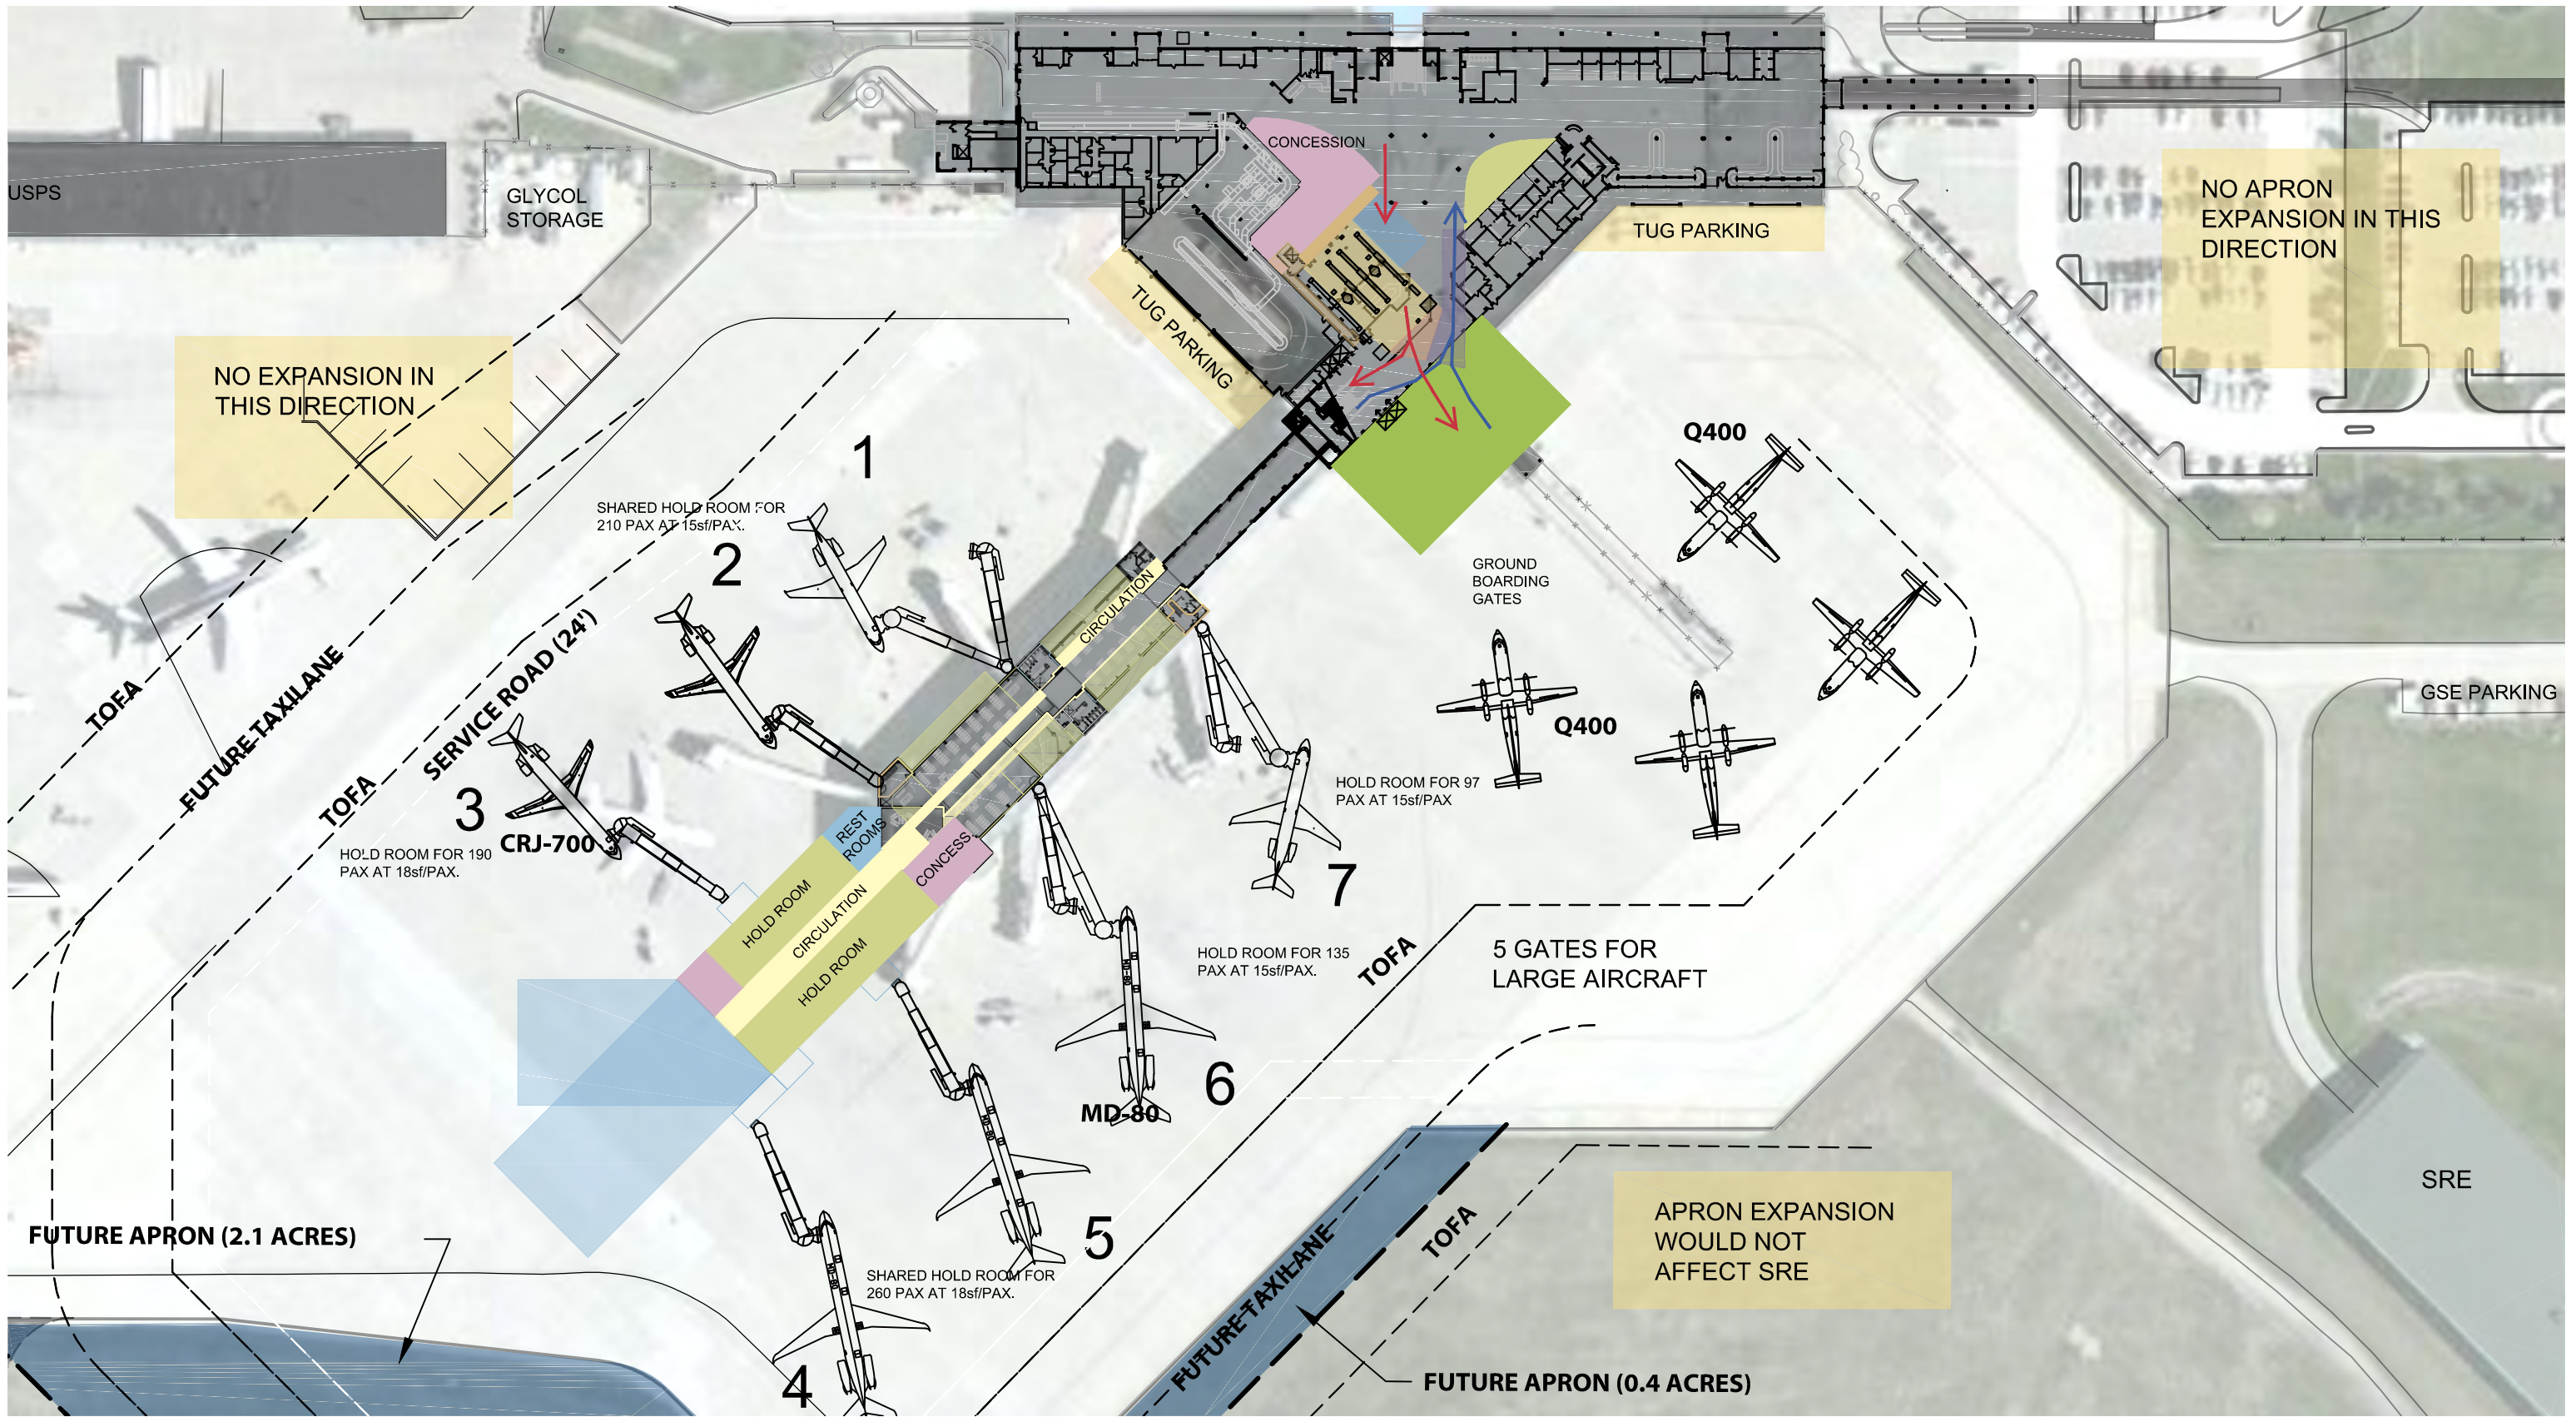 CONCESSION
USPS
GLYCOL
STORAGE
TUG PARKING
NO APRON
EXPANSION IN THIS
DIRECTION
TUG PARKING
NO EXPANSION IN
THIS DIRECTION
1
Q400
SHARED HOLD ROOM FOR
210 PAX AT 15sf/PAX.
2
CIRCULATION
GROUND
BOARDING
GATES
TOFA
FUTURE TAXILANE
SERVICE ROAD (24')
TOFA
GSE PARKING
Q400
3
CRJ-700
HOLD ROOM FOR 190
PAX AT 18sf/PAX.
REST
ROOMS
CONCESS
HOLD ROOM
CIRCULATION
HOLD ROOM
HOLD ROOM FOR 97
PAX AT 15sf/PAX
7
HOLD ROOM FOR 135
PAX AT 15sf/PAX.
TOFA
5 GATES FOR
LARGE AIRCRAFT
MD-80
MD-80
6
MD-80
MD-80
5
SHARED HOLD ROOM FOR
260 PAX AT 18sf/PAX.
4
FUTURE APRON (2.1 ACRES)
FUTURE TAXILANE
TOFA
APRON EXPANSION
WOULD NOT
AFFECT SRE
SRE
FUTURE APRON (0.4 ACRES)